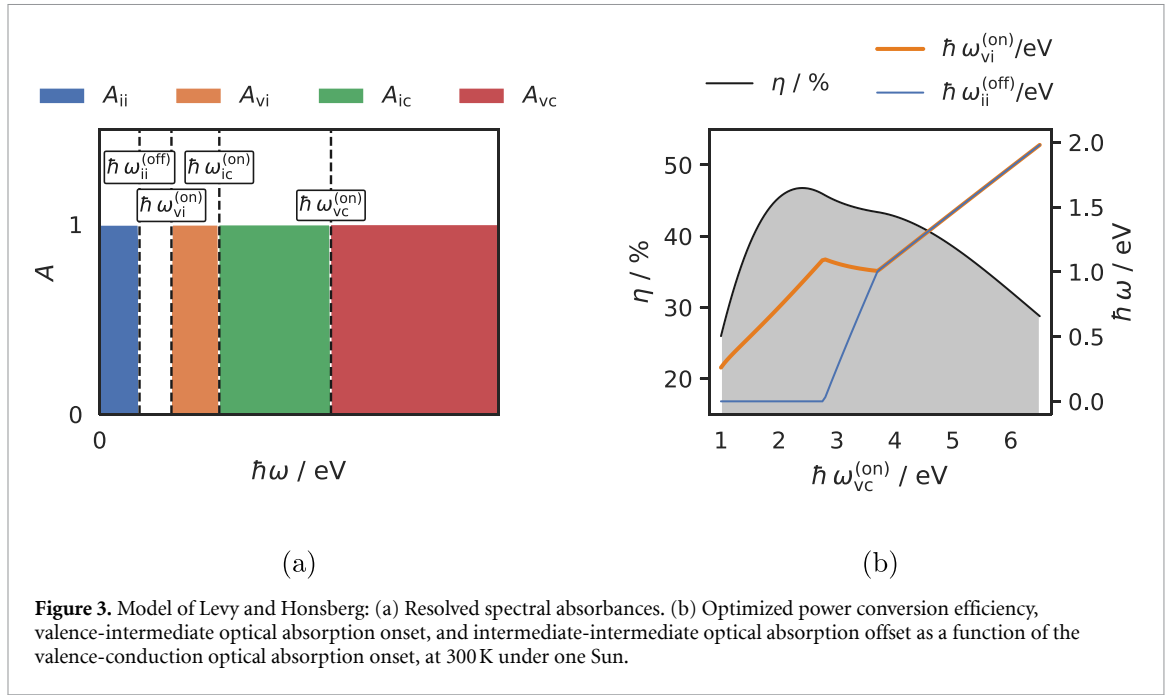 A_ii A_vi A_ic A_vc
ħ ω_ii^(off) ħ ω_ic^(on)
ħ ω_vi^(on) ħ ω_vc^(on)
1
A
0
0
ħω / eV
(a)
η / %
ħ ω_vi^(on)/eV
ħ ω_ii^(off)/eV
50
40
30
20
η / %
2.0
1.5
1.0
0.5
0.0
ħω / eV
1 2 3 4 5 6
ħ ω_vc^(on) / eV
(b)
Figure 3. Model of Levy and Honsberg: (a) Resolved spectral absorbances. (b) Optimized power conversion efficiency,
valence-intermediate optical absorption onset, and intermediate-intermediate optical absorption offset as a function of the
valence-conduction optical absorption onset, at 300 K under one Sun.